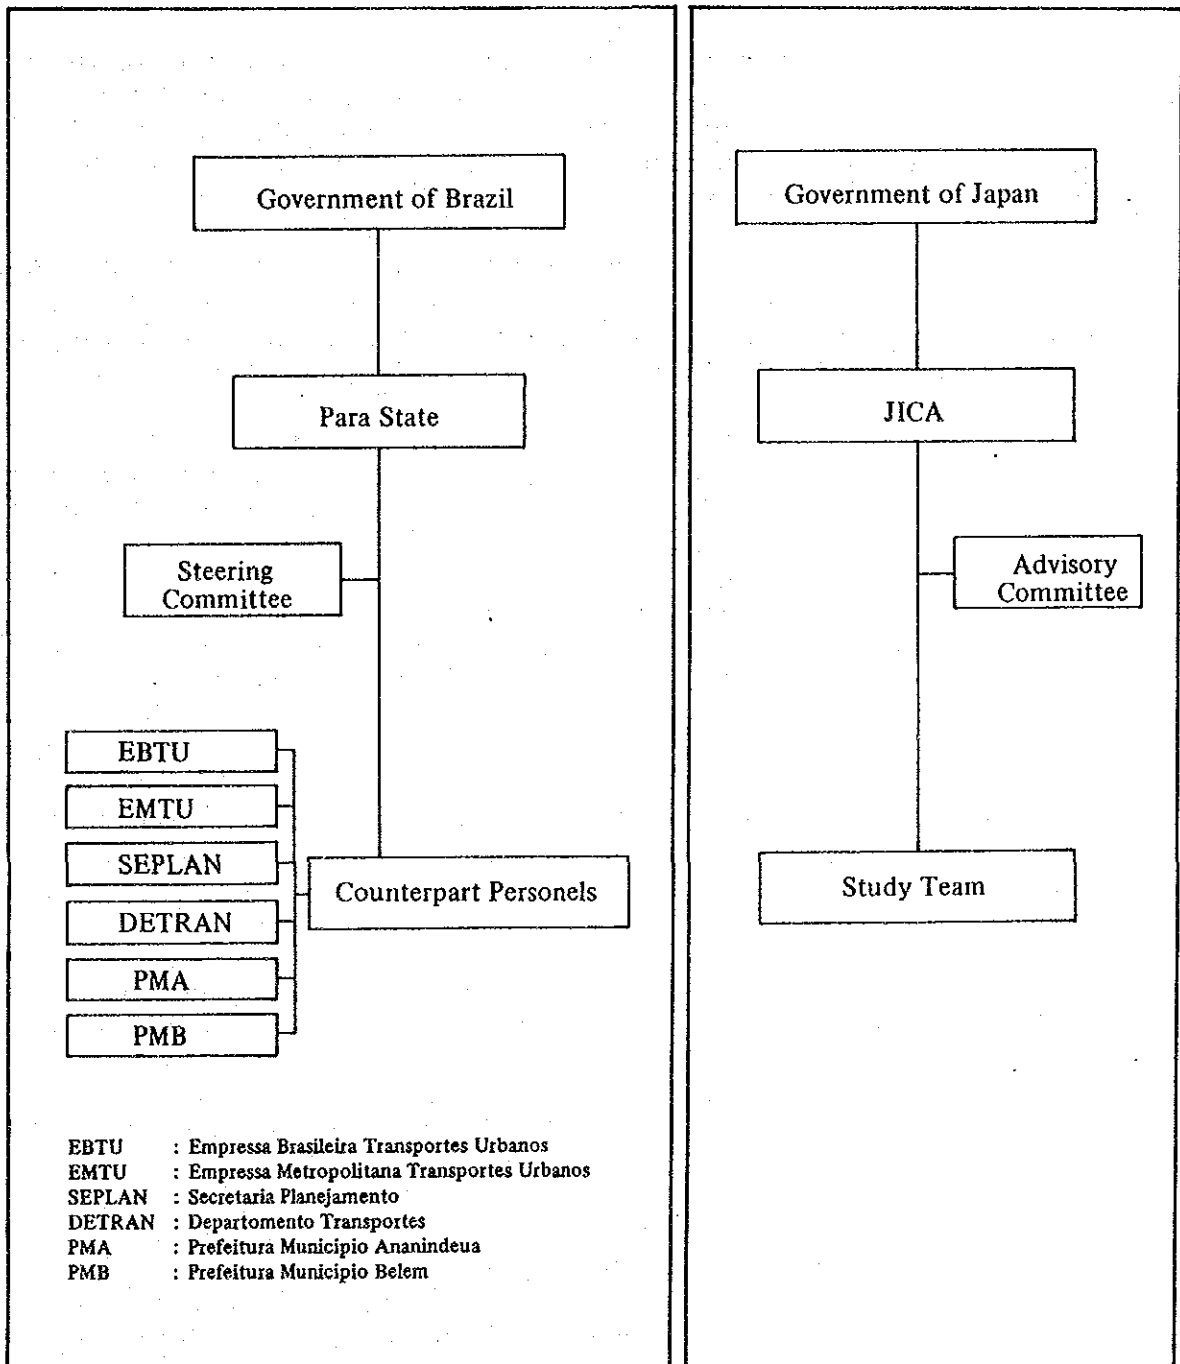 Government of Brazil
Para State
Steering
Committee
EBTU
EMTU
SEPLAN
DETRAN
PMA
PMB
Counterpart Personels
EBTU : Empressa Brasileira Transportes Urbanos
EMTU : Empressa Metropolitana Transportes Urbanos
SEPLAN : Secretaria Planejamento
DETRAN : Departomento Transportes
PMA : Prefeitura Municipio Ananindeua
PMB : Prefeitura Municipio Belem
Government of Japan
JICA
Advisory
Committee
Study Team